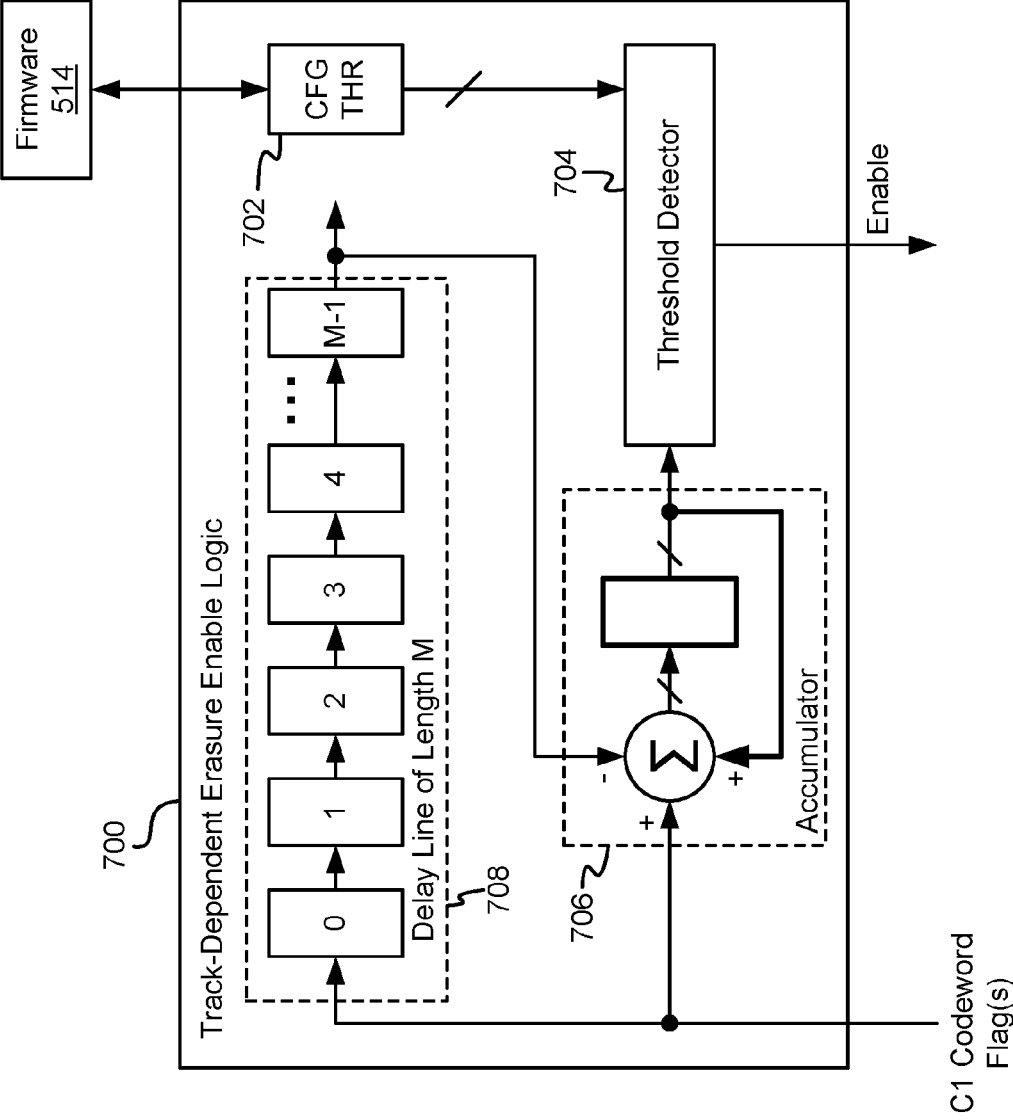 700
Track-Dependent Erasure Enable Logic
Firmware
514
0
1
2
3
4
...
M-1
Delay Line of Length M
708
702
CFG
THR
706
+
-
+
Σ
Accumulator
704
Threshold Detector
C1 Codeword
Flag(s)
Enable